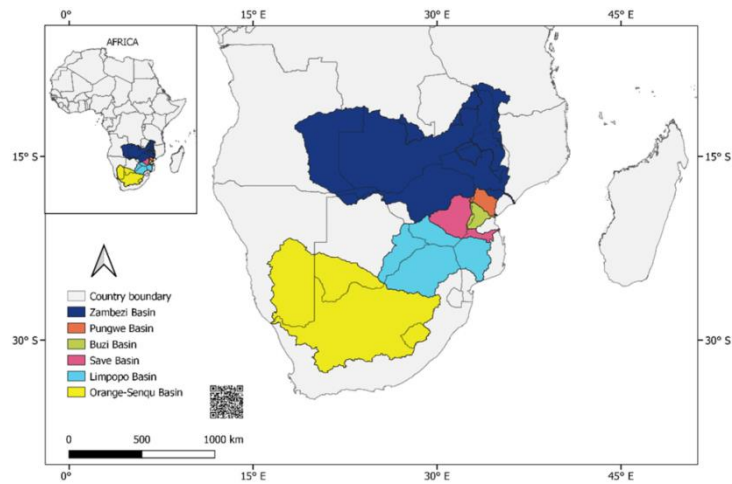 0° 15° E 30° E 45° E
AFRICA
15° S 15° S
Country boundary
Zambezi Basin
Pungwe Basin
Buzi Basin
Save Basin
Limpopo Basin
Orange-Senqu Basin
30° S 30° S
0 500 1000 km
0° 15° E 30° E 45° E